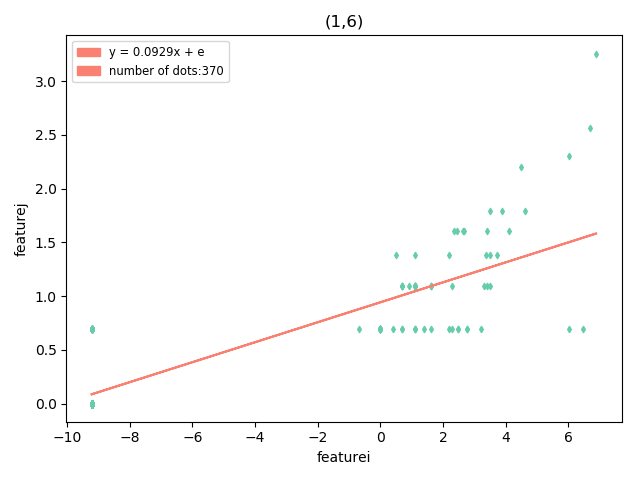 (1,6)
y = 0.0929x + e
number of dots:370
3.0
2.5
2.0
1.5
1.0
0.5
0.0
featurej
−10 −8 −6 −4 −2 0 2 4 6
featurei